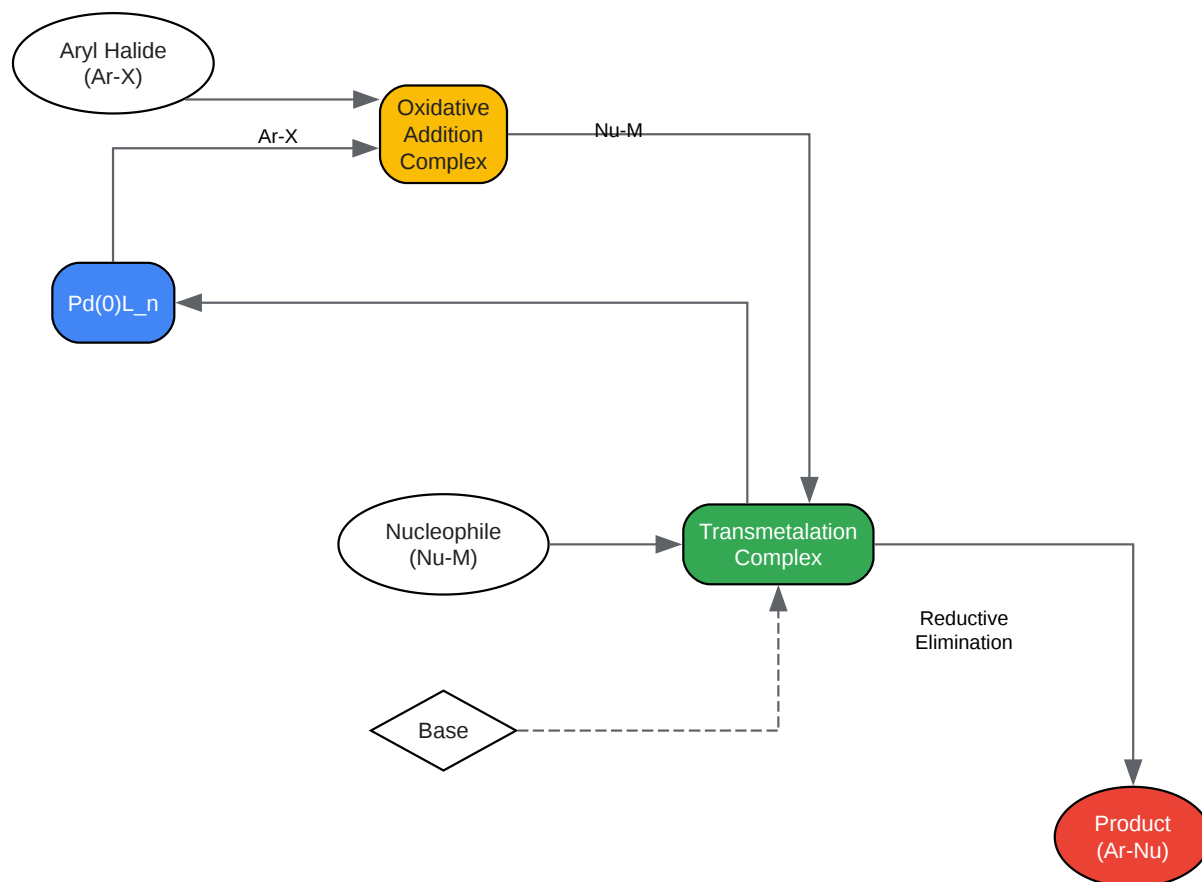 Aryl Halide
(Ar-X)
Oxidative
Addition
Complex
Ar-X
Nu-M
Pd(0)L_n
Nucleophile
(Nu-M)
Transmetalation
Complex
Reductive
Elimination
Base
Product
(Ar-Nu)